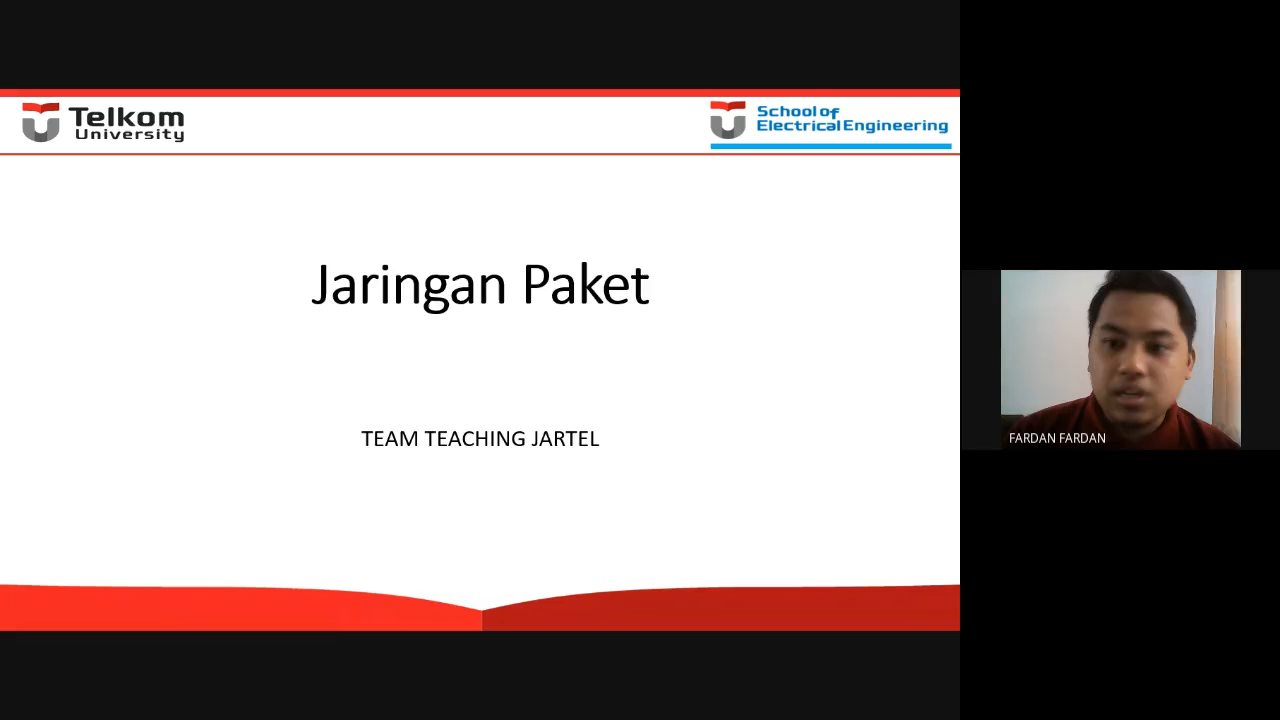 Telkom
University
School of
Electrical Engineering
Jaringan Paket
TEAM TEACHING JARTEL
FARDAN FARDAN